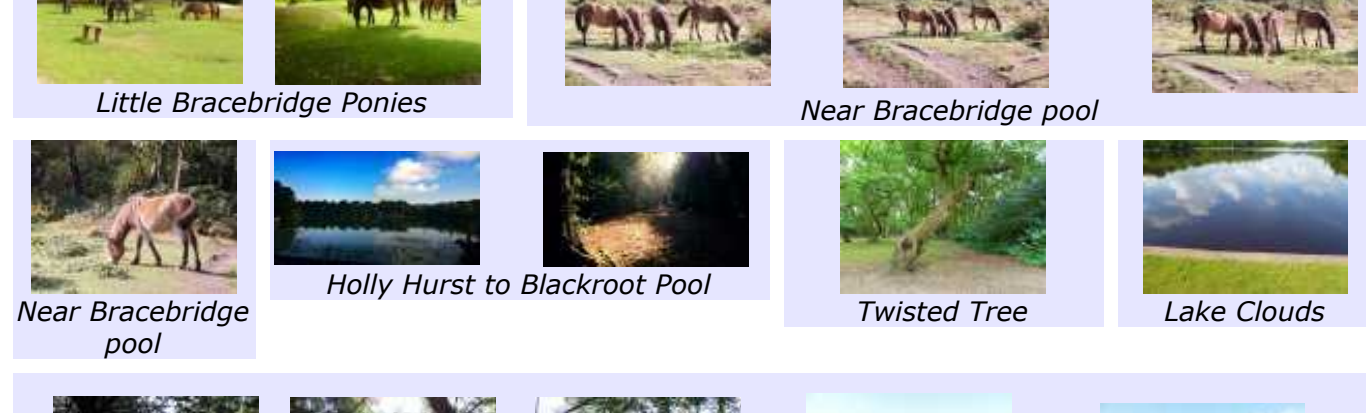 Little Bracebridge Ponies
Near Bracebridge pool
Near Bracebridge
pool
Holly Hurst to Blackroot Pool
Twisted Tree
Lake Clouds